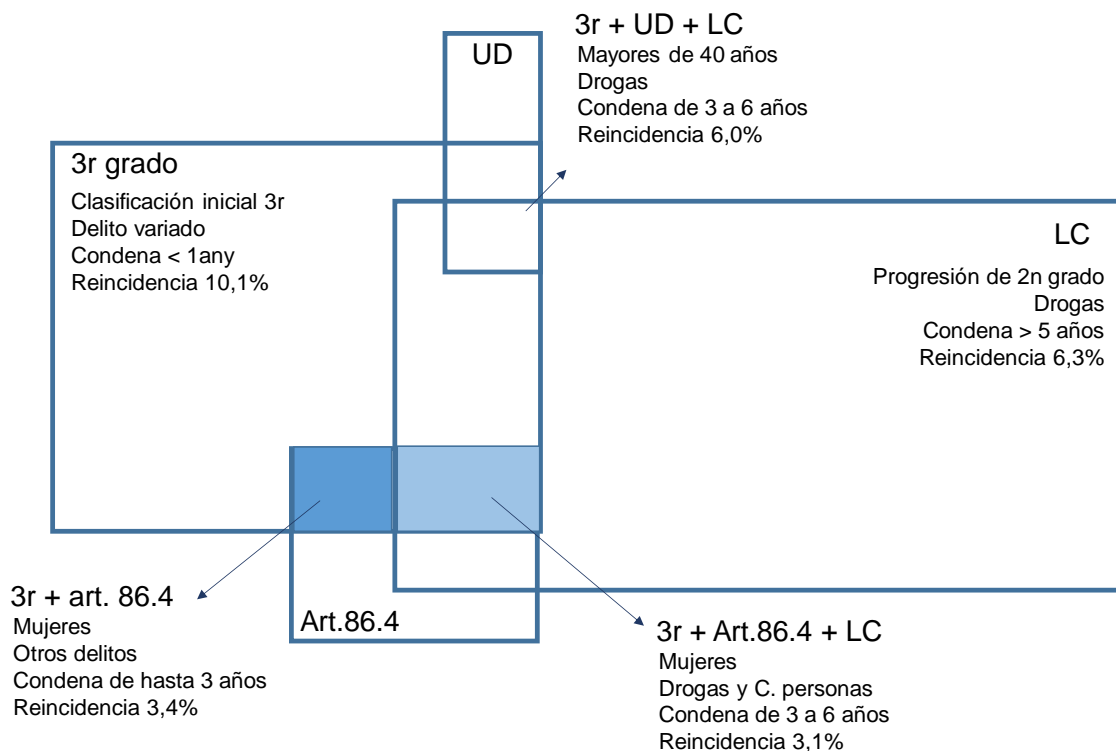 UD
3r + UD + LC
Mayores de 40 años
Drogas
Condena de 3 a 6 años
Reincidencia 6,0%
3r grado
Clasificación inicial 3r
Delito variado
Condena < 1any
Reincidencia 10,1%
LC
Progresión de 2n grado
Drogas
Condena > 5 años
Reincidencia 6,3%
3r + art. 86.4
Mujeres
Otros delitos
Condena de hasta 3 años
Reincidencia 3,4%
Art.86.4
3r + Art.86.4 + LC
Mujeres
Drogas y C. personas
Condena de 3 a 6 años
Reincidencia 3,1%